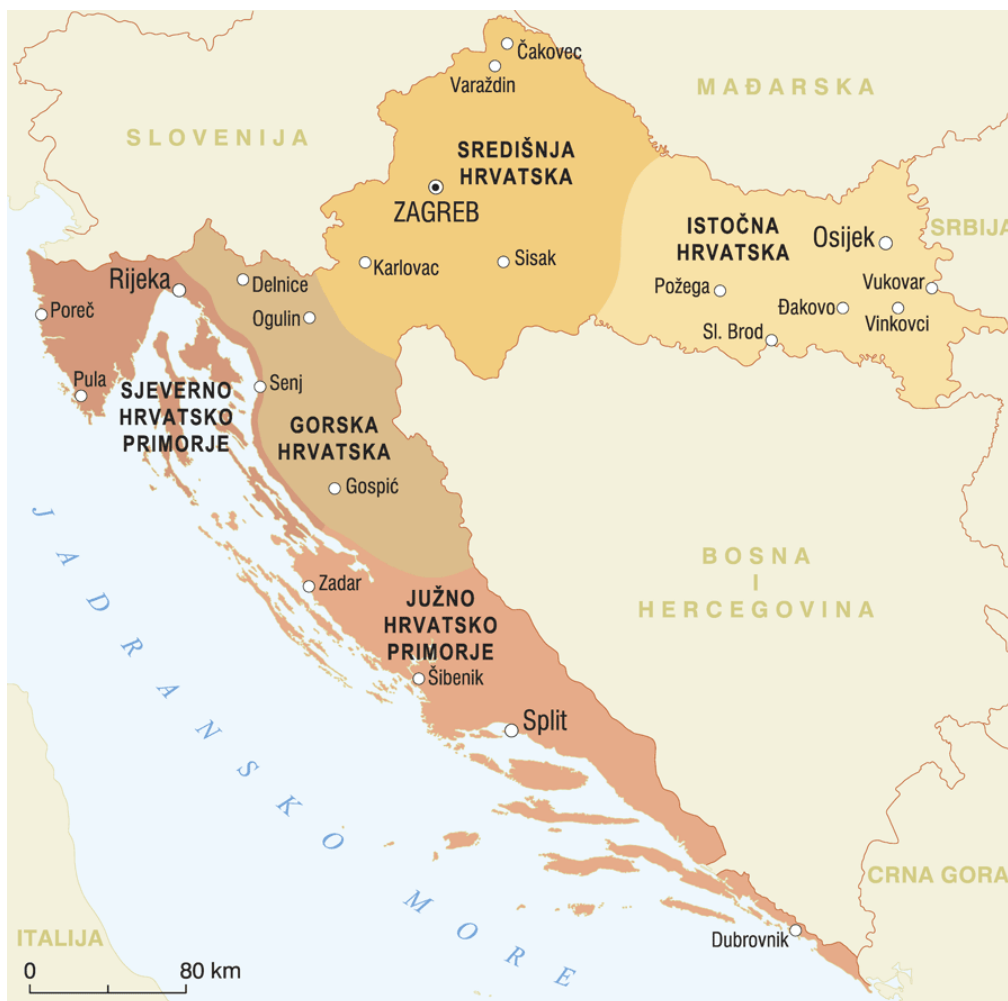 Čakovec
Varaždin
MAĐARSKA
SLOVENIJA
SREDIŠNJA
HRVATSKA
ZAGREB
ISTOČNA
HRVATSKA
Osijek
SRBIJA
Karlovac
Sisak
Rijeka
Delnice
Požega
Vukovar
Poreč
Ogulin
Đakovo
Vinkovci
Sl. Brod
Pula
Senj
SJEVERNO
HRVATSKO
PRIMORJE
GORSKA
HRVATSKA
Gospić
BOSNA
I
HERCEGOVINA
Zadar
JUŽNO
HRVATSKO
PRIMORJE
Šibenik
Split
JADRANSKO MORE
CRNA GORA
ITALIJA
Dubrovnik
0 80 km